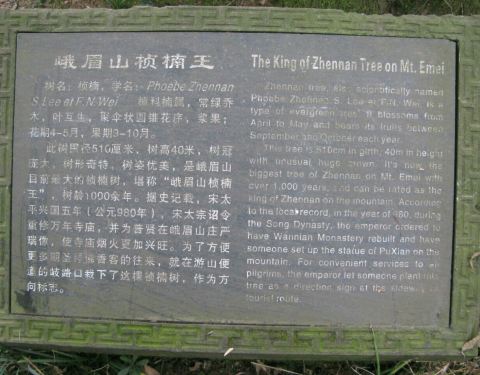 峨眉山桢楠王
树名：桢楠，学名：Phoebe Zhennan
S Lee et F.N.Wei 樟科楠属，常绿乔
木，叶互生，聚伞状圆锥花序，浆果；
花期4-5月，果期9-10月。
此树围径510厘米，树高40米，树冠
庞大，树形奇特，树姿优美，是峨眉山
目前最大的桢楠树，堪称“峨眉山桢楠
王”，树龄1000余年。据史记载，宋太
平兴国五年（公元980年），宋太宗诏令
重修万年寺，并为普贤在峨眉山庄严
瑞像，使寺庙烟火更加兴旺。为了方便
更多朝圣 香客的往来，就在游山便
道的岐路口栽下了这棵桢楠树，作为方
向标志。
The King of Zhennan Tree on Mt. Emei
Zhennan tree, scientifically named
Phoebe Zhennan S. Lee et F.N. Wei, is a
type of evergreen tree. It blossoms from
April to May and bears its fruits between
September and October each year.
This tree is 510cm in girth, 40m in height
with unusual huge crown. It's now the
biggest tree of Zhennan on Mt. Emei with
over 1,000 years, and can be rated as the
king of Zhennan on the mountain. According
to the local record, in the year of 980, during
the Song Dynasty, the emperor ordered to
have Wannian Monastery rebuilt and have
someone set up the statue of PuXian on the
mountain. For convenient services to all
pilgrims, the emperor let someone plant this
tree as a direction sign at the sideway of
tourist route.